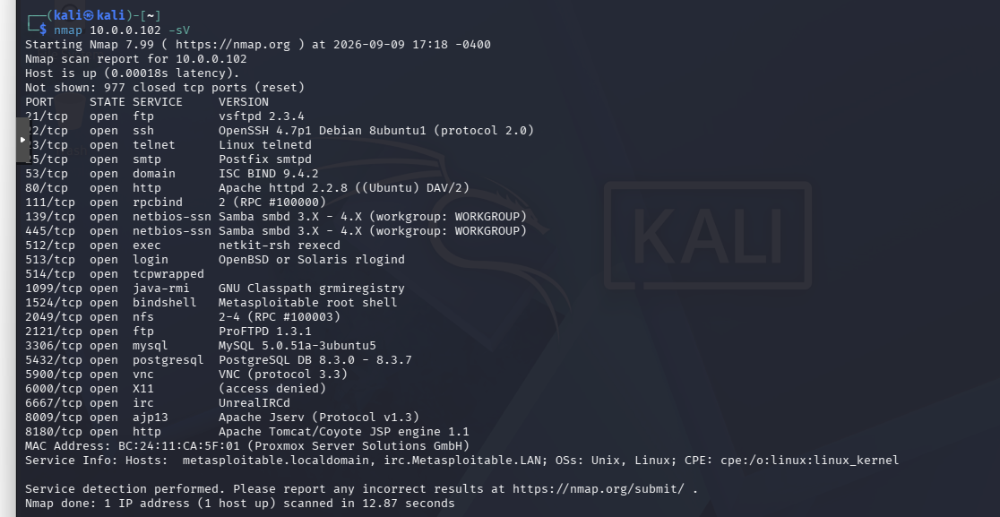 ┌──(kali㉿kali)-[~]
└─$ nmap 10.0.0.102 -sV
Starting Nmap 7.99 ( https://nmap.org ) at 2026-09-09 17:18 -0400
Nmap scan report for 10.0.0.102
Host is up (0.00018s latency).
Not shown: 977 closed tcp ports (reset)
PORT     STATE SERVICE     VERSION
21/tcp   open  ftp         vsftpd 2.3.4
22/tcp   open  ssh         OpenSSH 4.7p1 Debian 8ubuntu1 (protocol 2.0)
23/tcp   open  telnet      Linux telnetd
25/tcp   open  smtp        Postfix smtpd
53/tcp   open  domain      ISC BIND 9.4.2
80/tcp   open  http        Apache httpd 2.2.8 ((Ubuntu) DAV/2)
111/tcp  open  rpcbind     2 (RPC #100000)
139/tcp  open  netbios-ssn Samba smbd 3.X - 4.X (workgroup: WORKGROUP)
445/tcp  open  netbios-ssn Samba smbd 3.X - 4.X (workgroup: WORKGROUP)
512/tcp  open  exec        netkit-rsh rexecd
513/tcp  open  login       OpenBSD or Solaris rlogind
514/tcp  open  tcpwrapped
1099/tcp open  java-rmi    GNU Classpath grmiregistry
1524/tcp open  bindshell   Metasploitable root shell
2049/tcp open  nfs         2-4 (RPC #100003)
2121/tcp open  ftp         ProFTPD 1.3.1
3306/tcp open  mysql       MySQL 5.0.51a-3ubuntu5
5432/tcp open  postgresql  PostgreSQL DB 8.3.0 - 8.3.7
5900/tcp open  vnc         VNC (protocol 3.3)
6000/tcp open  X11         (access denied)
6667/tcp open  irc         UnrealIRCd
8009/tcp open  ajp13       Apache Jserv (Protocol v1.3)
8180/tcp open  http        Apache Tomcat/Coyote JSP engine 1.1
MAC Address: BC:24:11:CA:5F:01 (Proxmox Server Solutions GmbH)
Service Info: Hosts:  metasploitable.localdomain, irc.Metasploitable.LAN; OSs: Unix, Linux; CPE: cpe:/o:linux:linux_kernel

Service detection performed. Please report any incorrect results at https://nmap.org/submit/ .
Nmap done: 1 IP address (1 host up) scanned in 12.87 seconds
KALI